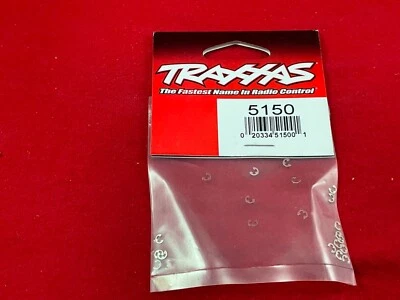 TRAXXAS
The Fastest Name In Radio Control
5150
0 20334 51500 1